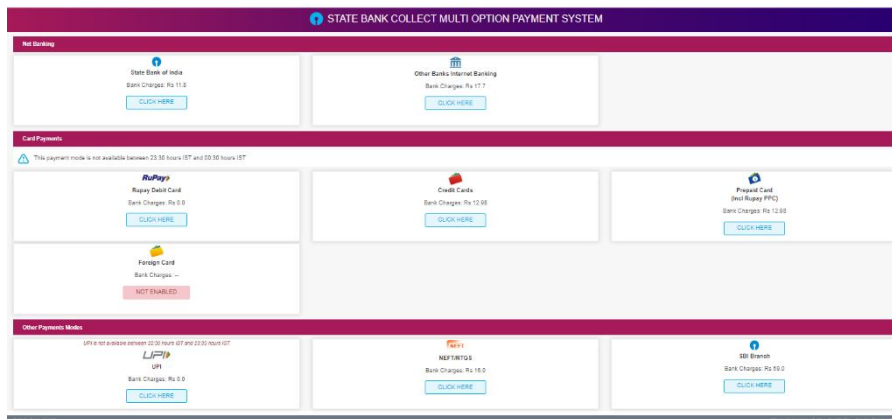 STATE BANK COLLECT MULTI OPTION PAYMENT SYSTEM
Net Banking
State Bank of India
Bank Charges: Rs 11.8
CLICK HERE
Other Banks Internet Banking
Bank Charges: Rs 17.7
CLICK HERE
Card Payments
This payment mode is not available between 23:30 hours IST and 00:30 hours IST
RuPay
Rupay Debit Card
Bank Charges: Rs 0.0
CLICK HERE
Credit Cards
Bank Charges: Rs 12.98
CLICK HERE
Prepaid Card
(Incl Rupay PPC)
Bank Charges: Rs 12.98
CLICK HERE
Foreign Card
Bank Charges: --
NOT ENABLED
Other Payments Modes
UPI is not available between 22:30 hours IST and 23:00 hours IST
UPI
UPI
Bank Charges: Rs 0.0
CLICK HERE
NEFT
NEFT/RTGS
Bank Charges: Rs 18.0
CLICK HERE
SBI Branch
Bank Charges: Rs 59.0
CLICK HERE